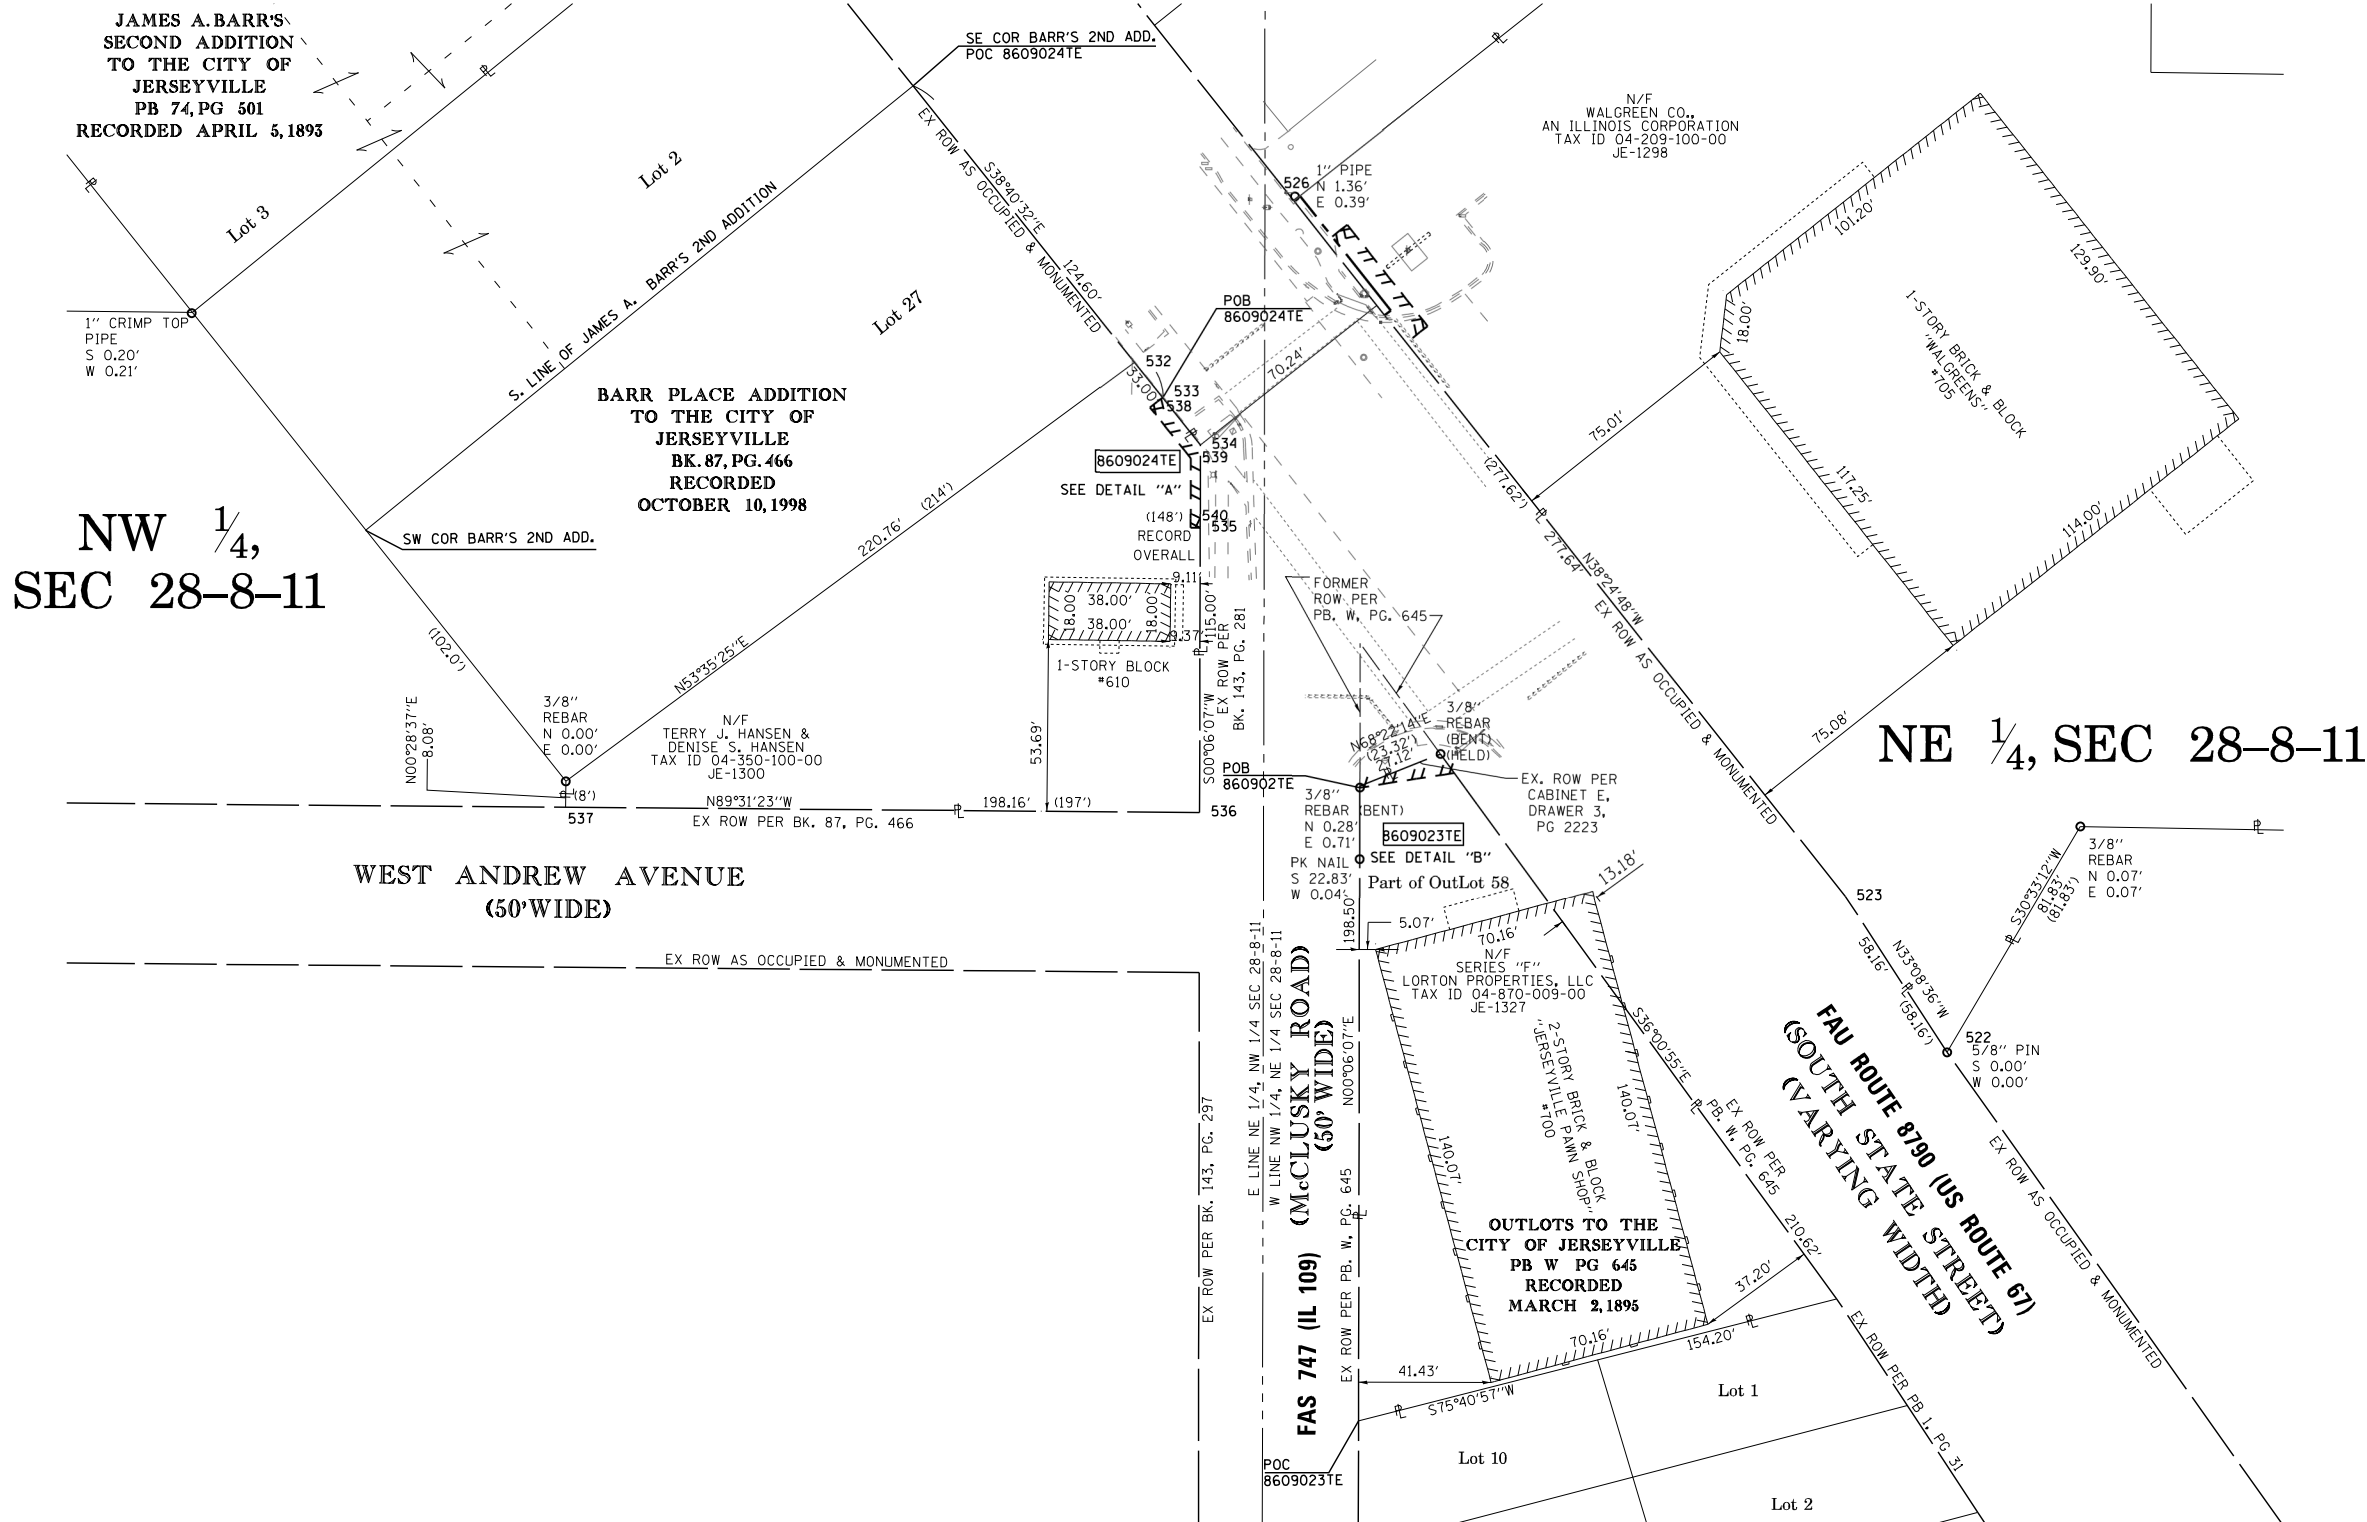 JAMES A. BARR'S
SECOND ADDITION
TO THE CITY OF
JERSEYVILLE
PB 74, PG 501
RECORDED APRIL 5, 1893
SE COR BARR'S 2ND ADD.
POC 8609024TE
N/F
WALGREEN CO.,
AN ILLINOIS CORPORATION
TAX ID 04-209-100-00
JE-1298
Lot 3
Lot 2
Lot 27
S. LINE OF JAMES A. BARR'S 2ND ADDITION
EX ROW AS OCCUPIED & MONUMENTED
S38°40'32"E
124.60'
526
1" PIPE
N 1.36'
E 0.39'
101.20'
129.90'
18.00'
117.25'
114.00'
1-STORY BRICK & BLOCK
"WALGREENS"
#705
75.01'
75.08'
1" CRIMP TOP
PIPE
S 0.20'
W 0.21'
POB
8609024TE
532
533
538
33.00'
70.24'
534
539
8609024TE
SEE DETAIL "A"
(148')
RECORD
OVERALL
540
535
BARR PLACE ADDITION
TO THE CITY OF
JERSEYVILLE
BK. 87, PG. 466
RECORDED
OCTOBER 10, 1998
220.76'
(214')
N53°35'25"E
NW 1/4,
SEC 28-8-11
SW COR BARR'S 2ND ADD.
(102.0')
9.11'
18.00'
38.00'
38.00'
18.00'
9.37'
1-STORY BLOCK
#610
53.69'
115.00'
S00°06'07"W
EX ROW PER
BK. 143, PG. 281
FORMER
ROW PER
PB. W, PG. 645
(277.62')
277.64'
N38°24'48"W
EX ROW AS OCCUPIED & MONUMENTED
NE 1/4, SEC 28-8-11
N00°28'37"E
8.08'
3/8"
REBAR
N 0.00'
E 0.00'
(8')
537
N/F
TERRY J. HANSEN &
DENISE S. HANSEN
TAX ID 04-350-100-00
JE-1300
N89°31'23"W
198.16'
(197')
EX ROW PER BK. 87, PG. 466
536
POB
860902TE
N68°22'14"E
(23.32')
27.12'
3/8"
REBAR
(BENT)
(HELD)
EX. ROW PER
CABINET E,
DRAWER 3,
PG 2223
3/8"
REBAR (BENT)
N 0.28'
E 0.71'
8609023TE
SEE DETAIL "B"
PK NAIL
S 22.83'
W 0.04'
Part of OutLot 58
13.18'
198.50'
5.07'
70.16'
N/F
SERIES "F"
LORTON PROPERTIES, LLC
TAX ID 04-870-009-00
JE-1327
WEST ANDREW AVENUE
(50' WIDE)
EX ROW AS OCCUPIED & MONUMENTED
523
58.16'
N33°08'36"W
(58.16')
S30°33'12"W
81.83'
(81.83')
3/8"
REBAR
N 0.07'
E 0.07'
522
5/8" PIN
S 0.00'
W 0.00'
E LINE NE 1/4, NW 1/4 SEC 28-8-11
W LINE NW 1/4, NE 1/4 SEC 28-8-11
FAS 747 (IL 109) (McCLUSKY ROAD)
(50' WIDE)
N00°06'07"E
EX ROW PER PB. W, PG. 645
EX ROW PER BK. 143, PG. 297
2-STORY BRICK & BLOCK
"JERSEYVILLE PAWN SHOP"
#700
140.07'
140.07'
S36°00'55"E
EX ROW PER
PB. W, PG. 645
210.62'
FAU ROUTE 8790 (US ROUTE 67)
(SOUTH STATE STREET)
(VARYING WIDTH)
EX ROW AS OCCUPIED & MONUMENTED
OUTLOTS TO THE
CITY OF JERSEYVILLE
PB W PG 645
RECORDED
MARCH 2, 1895
37.20'
70.16'
154.20'
41.43'
S75°40'57"W
EX ROW PER PB 1, PG 31
Lot 1
Lot 10
Lot 2
POC
8609023TE